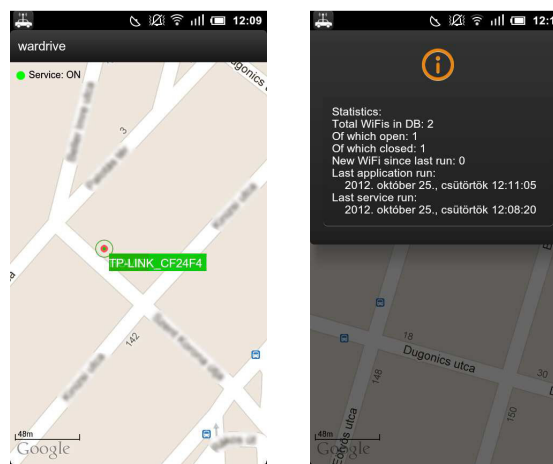 12:09
wardrive
Service: ON
Dugonics
3
TP-LINK_CF24F4
142
48m
Google
Statistics:
Total WiFis in DB: 2
Of which open: 1
Of which closed: 1
New WiFi since last run: 0
Last application run:
2012. október 25., csütörtök 12:11:05
Last service run:
2012. október 25., csütörtök 12:08:20
18
Dugonics utca
30
148
150
Eötvös utca
48m
Google